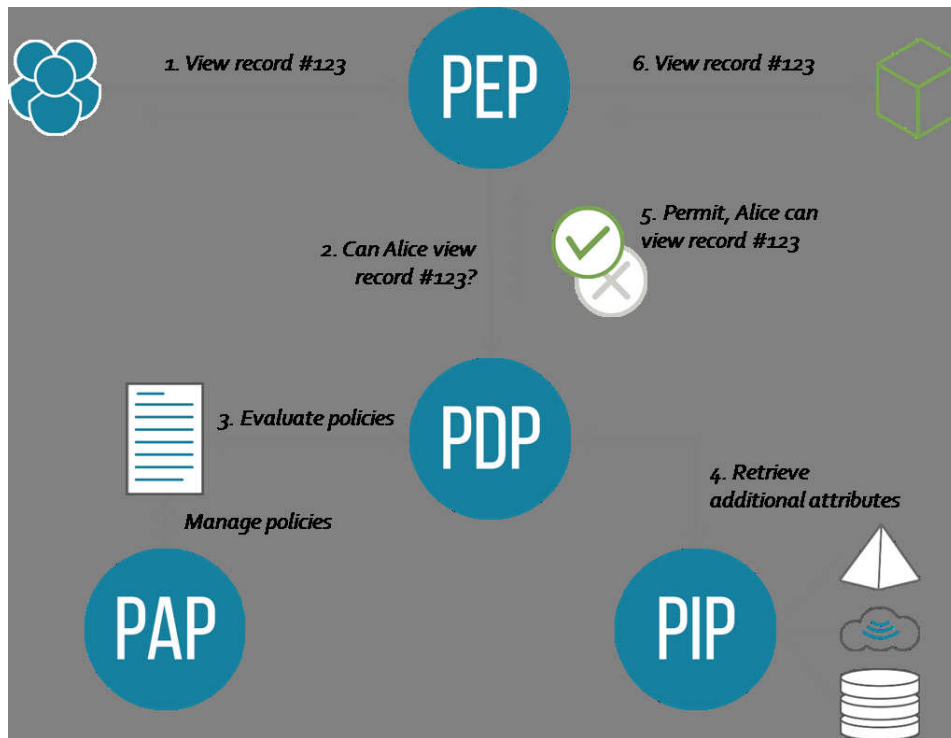 1. View record #123
PEP
6. View record #123
5. Permit, Alice can
view record #123
2. Can Alice view
record #123?
3. Evaluate policies
PDP
4. Retrieve
additional attributes
Manage policies
PAP
PIP